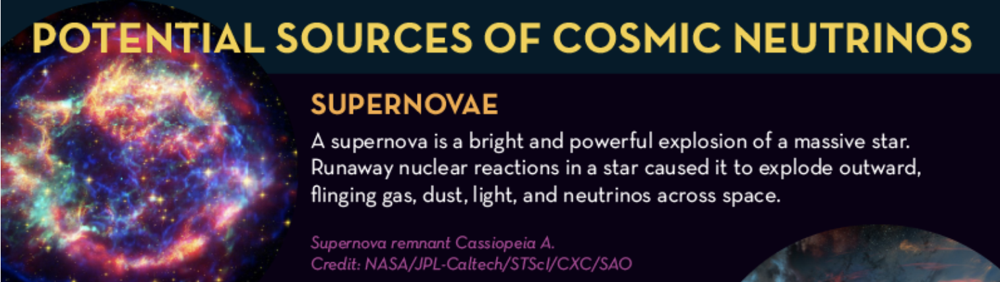 POTENTIAL SOURCES OF COSMIC NEUTRINOS
SUPERNOVAE
A supernova is a bright and powerful explosion of a massive star.
Runaway nuclear reactions in a star caused it to explode outward,
flinging gas, dust, light, and neutrinos across space.
Supernova remnant Cassiopeia A.
Credit: NASA/JPL-Caltech/STScI/CXC/SAO